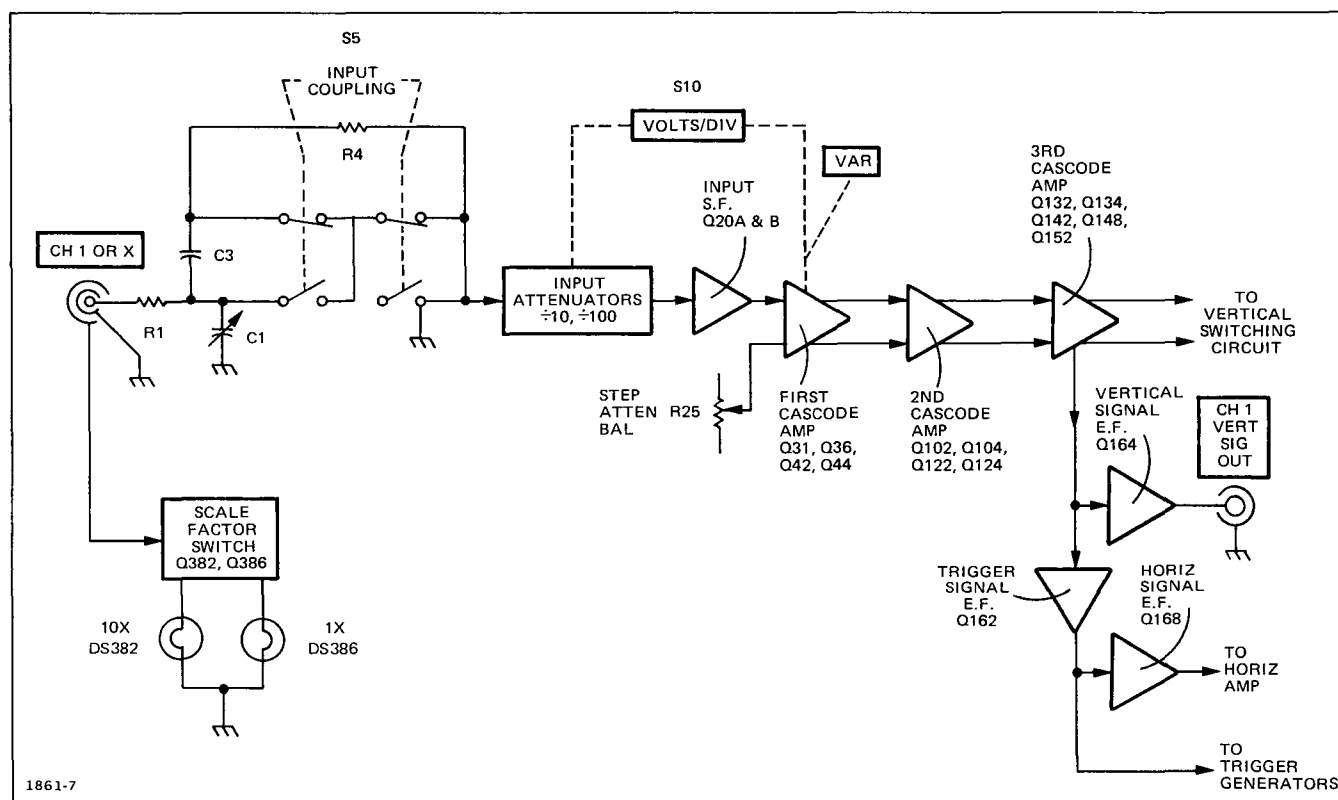 S5
INPUT
COUPLING
R4
S10
VOLTS/DIV
VAR
INPUT
S.F.
Q20A & B
3RD
CASCODE
AMP
Q132, Q134,
Q142, Q148,
Q152
CH 1 OR X
C3
R1
C1
INPUT
ATTENUATORS
÷10, ÷100
TO
VERTICAL
SWITCHING
CIRCUIT
STEP
ATTEN
BAL
R25
FIRST
CASCODE
AMP
Q31, Q36,
Q42, Q44
2ND
CASCODE
AMP
Q102, Q104,
Q122, Q124
VERTICAL
SIGNAL
E.F.
Q164
CH 1
VERT
SIG
OUT
SCALE
FACTOR
SWITCH
Q382, Q386
10X
DS382
1X
DS386
TRIGGER
SIGNAL
E.F.
Q162
HORIZ
SIGNAL
E.F.
Q168
TO
HORIZ
AMP
TO
TRIGGER
GENERATORS
1861-7